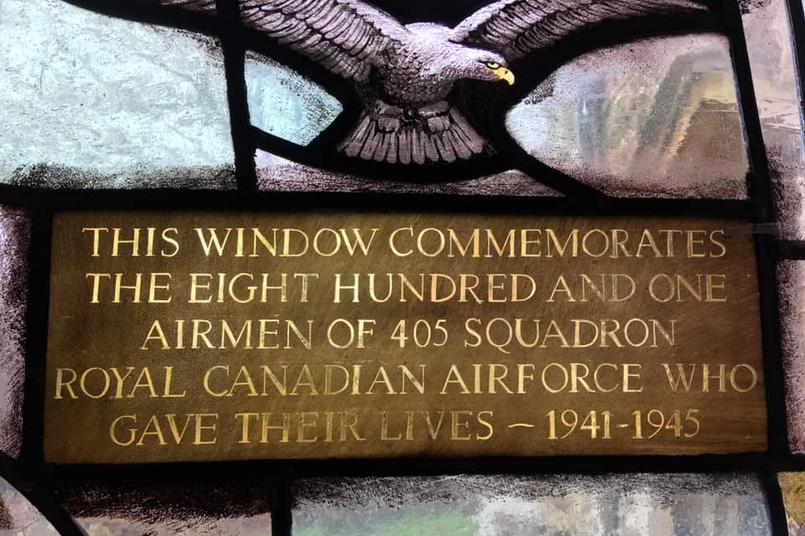 THIS WINDOW COMMEMORATES
THE EIGHT HUNDRED AND ONE
AIRMEN OF 405 SQUADRON
ROYAL CANADIAN AIRFORCE WHO
GAVE THEIR LIVES ~ 1941-1945